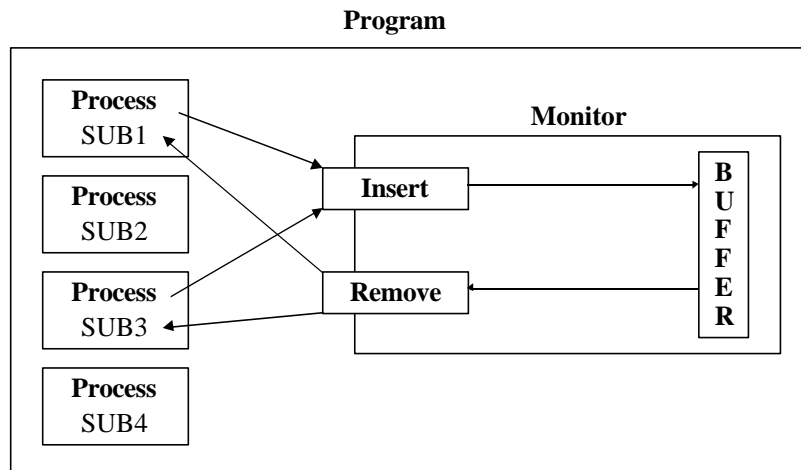 Program
Process
SUB1
Process
SUB2
Process
SUB3
Process
SUB4
Monitor
Insert
Remove
B
U
F
F
E
R